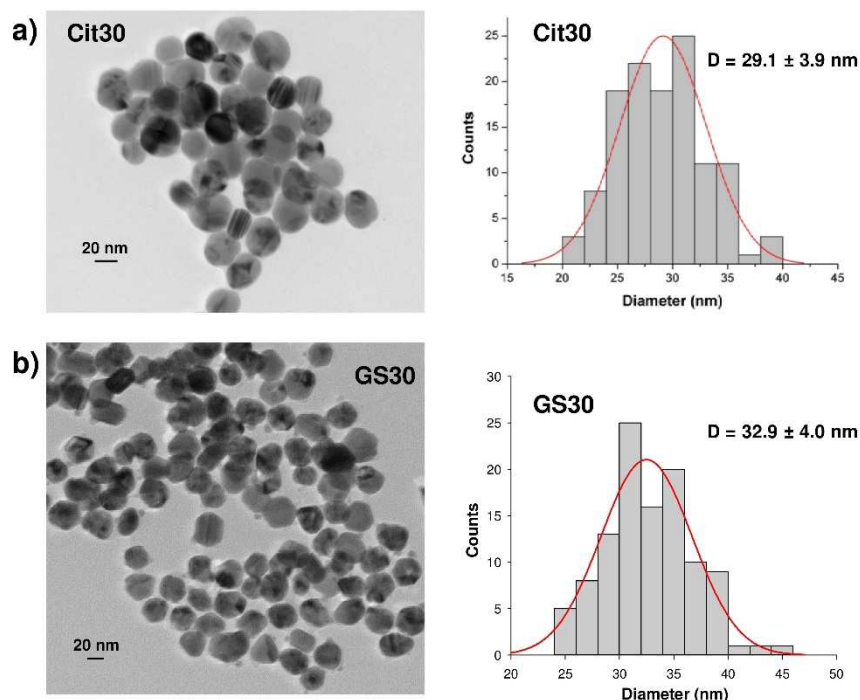 a)
Cit30
20 nm
Cit30
D = 29.1 ± 3.9 nm
Counts
25
20
15
10
5
0
15 20 25 30 35 40 45
Diameter (nm)
b)
GS30
20 nm
GS30
D = 32.9 ± 4.0 nm
Counts
30
25
20
15
10
5
0
20 25 30 35 40 45 50
Diameter (nm)